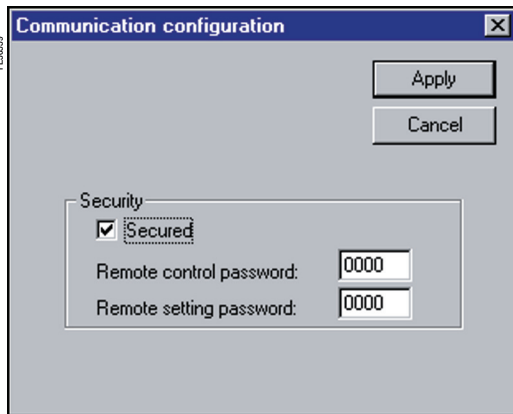 Communication configuration
Apply
Cancel
Security
Secured
Remote control password:
0000
Remote setting password:
0000